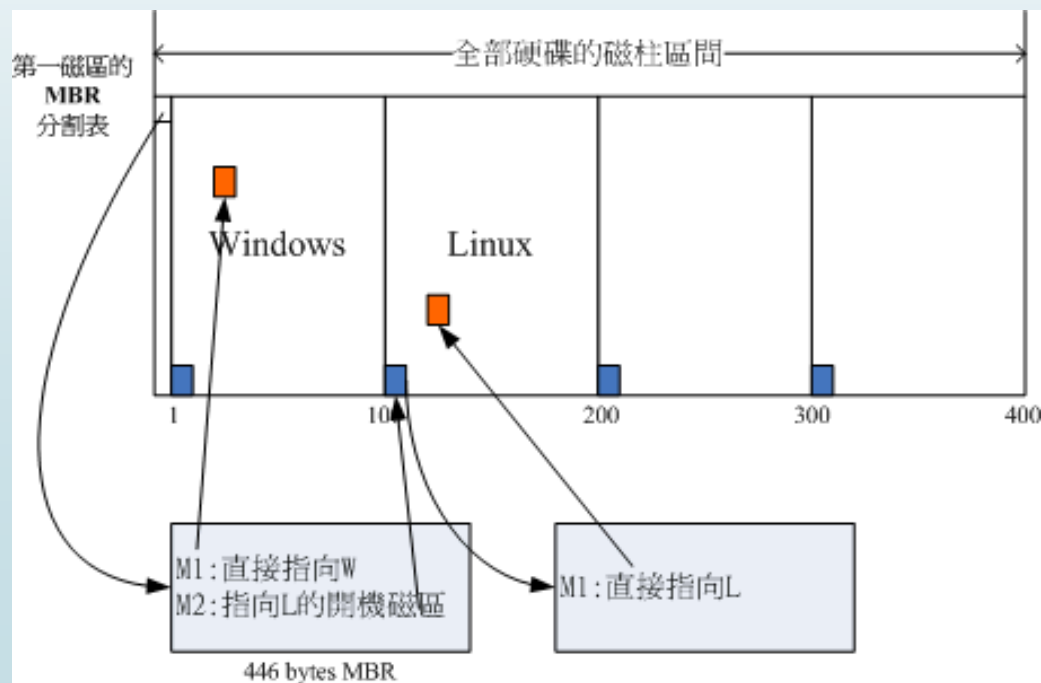 全部硬碟的磁柱區間
第一磁區的
MBR
分割表
Windows
Linux
1
100
200
300
400
M1:直接指向W
M2:指向L的開機磁區
M1:直接指向L
446 bytes MBR